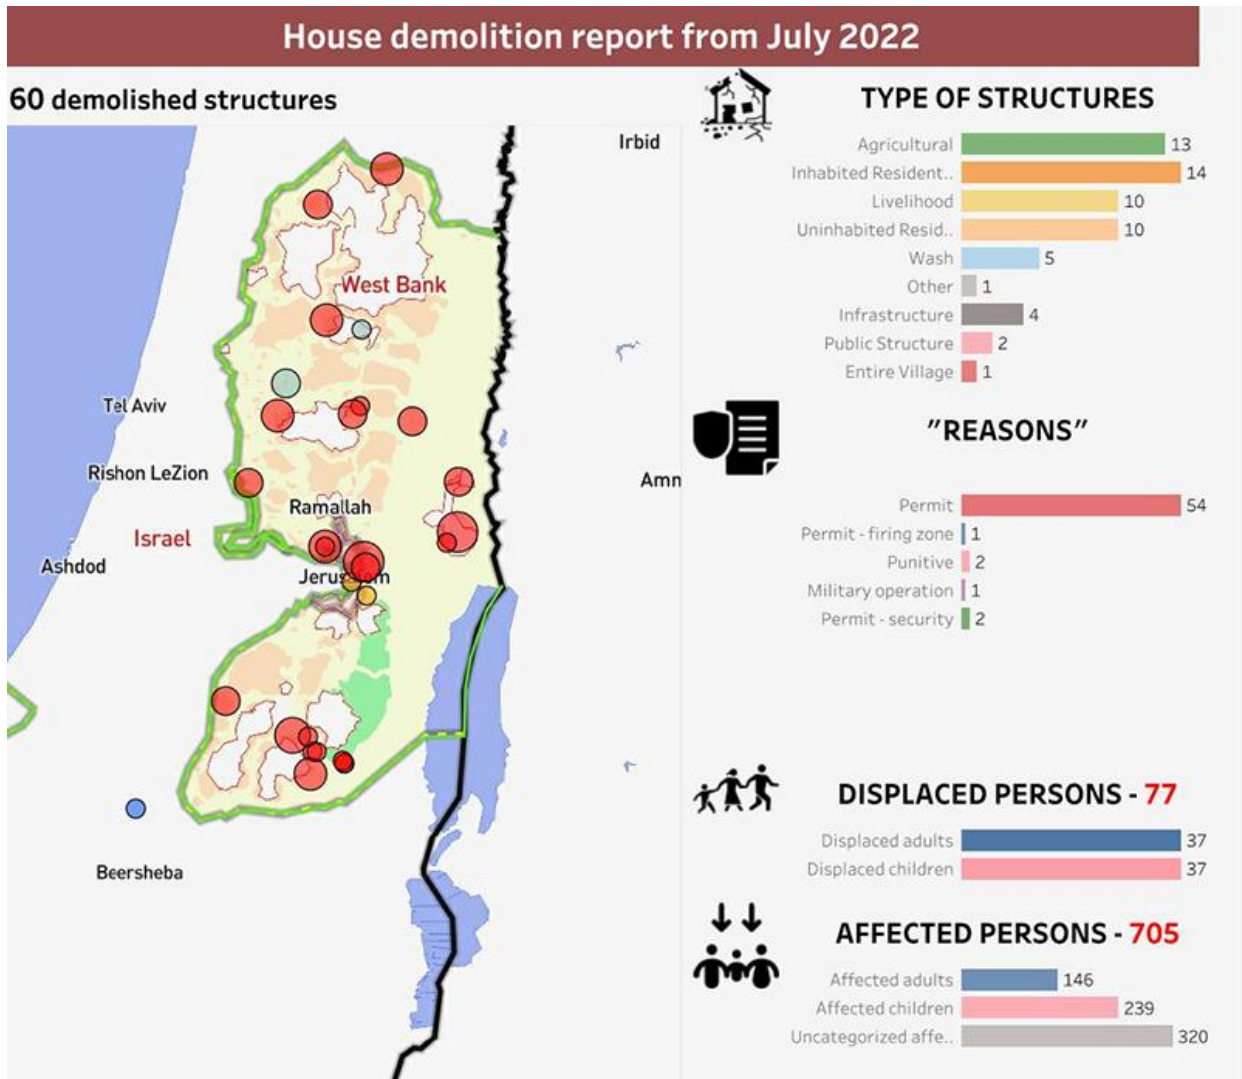 House demolition report from July 2022
60 demolished structures
Irbid
West Bank
Tel Aviv
Rishon LeZion
Amn
Ramallah
Israel
Ashdod
Beersheba
TYPE OF STRUCTURES
Agricultural 13
Inhabited Resident.. 14
Livelihood 10
Uninhabited Resid.. 10
Wash 5
Other 1
Infrastructure 4
Public Structure 2
Entire Village 1
”REASONS”
Permit 54
Permit - firing zone 1
Punitive 2
Military operation 1
Permit - security 2
DISPLACED PERSONS - 77
Displaced adults 37
Displaced children 37
AFFECTED PERSONS - 705
Affected adults 146
Affected children 239
Uncategorized affe.. 320